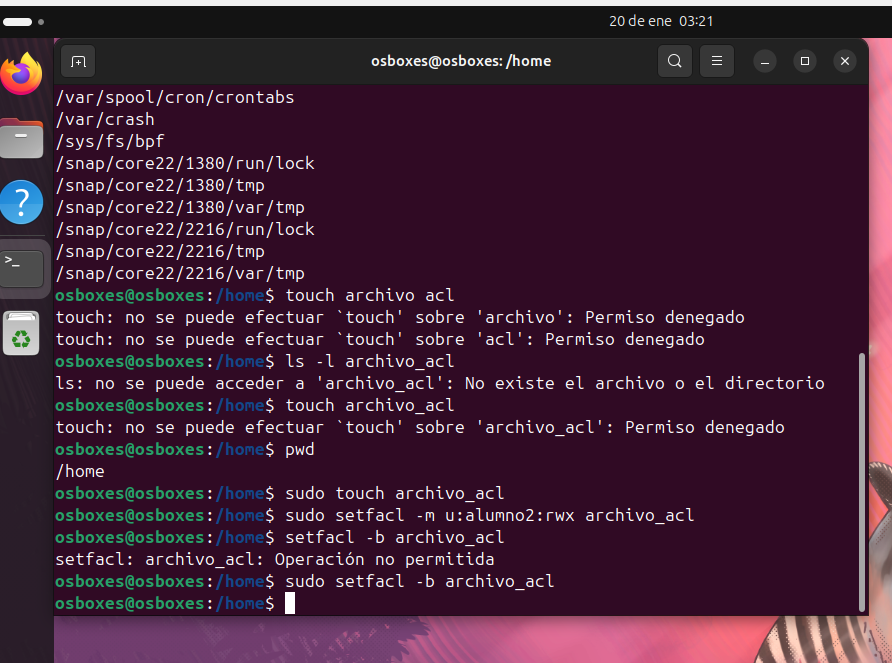 20 de ene 03:21
osboxes@osboxes: /home
/var/spool/cron/crontabs
/var/crash
/sys/fs/bpf
/snap/core22/1380/run/lock
/snap/core22/1380/tmp
/snap/core22/1380/var/tmp
/snap/core22/2216/run/lock
/snap/core22/2216/tmp
/snap/core22/2216/var/tmp
osboxes@osboxes:/home$ touch archivo acl
touch: no se puede efectuar `touch' sobre 'archivo': Permiso denegado
touch: no se puede efectuar `touch' sobre 'acl': Permiso denegado
osboxes@osboxes:/home$ ls -l archivo_acl
ls: no se puede acceder a 'archivo_acl': No existe el archivo o el directorio
osboxes@osboxes:/home$ touch archivo_acl
touch: no se puede efectuar `touch' sobre 'archivo_acl': Permiso denegado
osboxes@osboxes:/home$ pwd
/home
osboxes@osboxes:/home$ sudo touch archivo_acl
osboxes@osboxes:/home$ sudo setfacl -m u:alumno2:rwx archivo_acl
osboxes@osboxes:/home$ setfacl -b archivo_acl
setfacl: archivo_acl: Operación no permitida
osboxes@osboxes:/home$ sudo setfacl -b archivo_acl
osboxes@osboxes:/home$